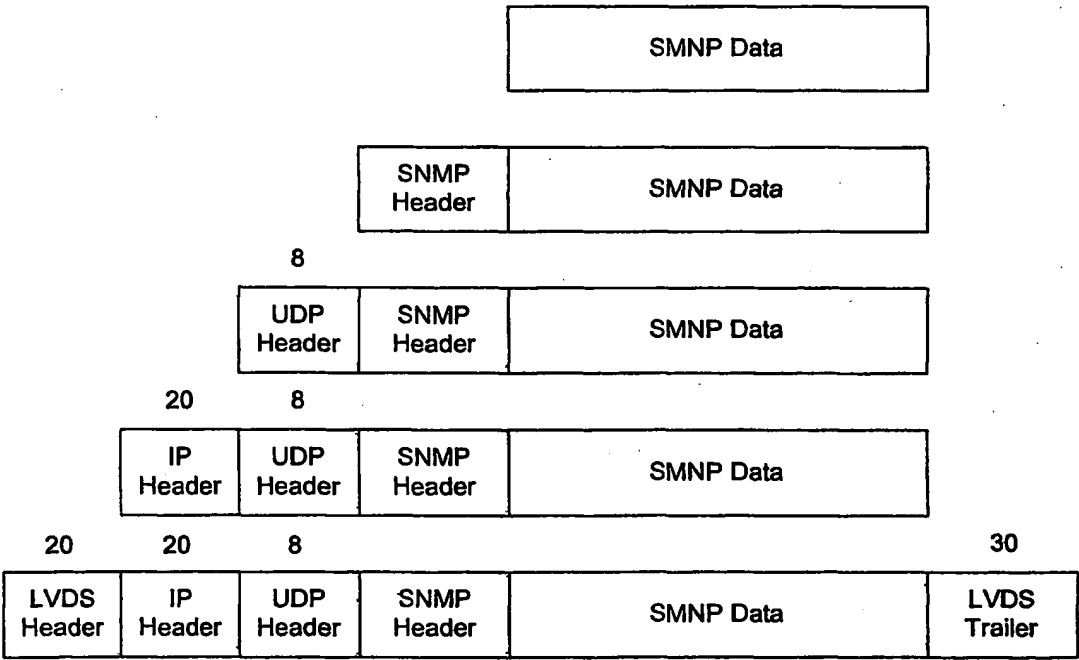 SMNP Data
SNMP
Header
SMNP Data
8
UDP
Header
SNMP
Header
SMNP Data
20
8
IP
Header
UDP
Header
SNMP
Header
SMNP Data
20
20
8
30
LVDS
Header
IP
Header
UDP
Header
SNMP
Header
SMNP Data
LVDS
Trailer